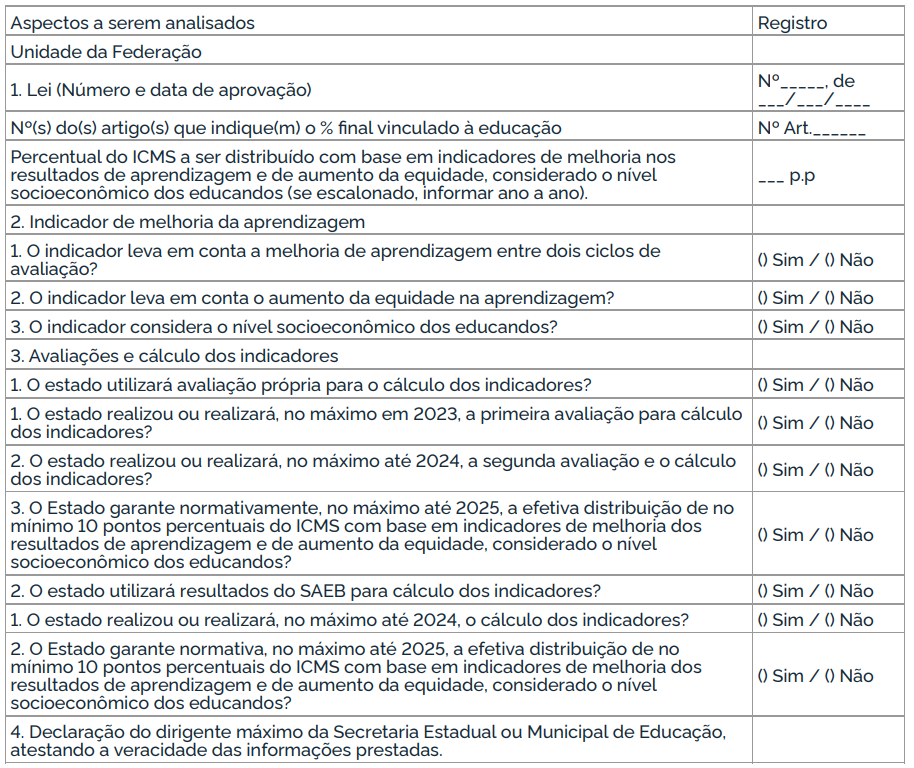 Aspectos a serem analisados
Registro
Unidade da Federação
1. Lei (Número e data de aprovação)
Nº_____, de
___/___/____
Nº(s) do(s) artigo(s) que indique(m) o % final vinculado à educação
Nº Art.______
Percentual do ICMS a ser distribuído com base em indicadores de melhoria nos
resultados de aprendizagem e de aumento da equidade, considerado o nível
socioeconômico dos educandos (se escalonado, informar ano a ano).
___ p.p
2. Indicador de melhoria da aprendizagem
1. O indicador leva em conta a melhoria de aprendizagem entre dois ciclos de
avaliação?
() Sim / () Não
2. O indicador leva em conta o aumento da equidade na aprendizagem?
() Sim / () Não
3. O indicador considera o nível socioeconômico dos educandos?
() Sim / () Não
3. Avaliações e cálculo dos indicadores
1. O estado utilizará avaliação própria para o cálculo dos indicadores?
() Sim / () Não
1. O estado realizou ou realizará, no máximo em 2023, a primeira avaliação para cálculo
dos indicadores?
() Sim / () Não
2. O estado realizou ou realizará, no máximo até 2024, a segunda avaliação e o cálculo
dos indicadores?
() Sim / () Não
3. O Estado garante normativamente, no máximo até 2025, a efetiva distribuição de no
mínimo 10 pontos percentuais do ICMS com base em indicadores de melhoria dos
resultados de aprendizagem e de aumento da equidade, considerado o nível
socioeconômico dos educandos?
() Sim / () Não
2. O estado utilizará resultados do SAEB para cálculo dos indicadores?
() Sim / () Não
1. O estado realizou ou realizará, no máximo até 2024, o cálculo dos indicadores?
() Sim / () Não
2. O Estado garante normativa, no máximo até 2025, a efetiva distribuição de no
mínimo 10 pontos percentuais do ICMS com base em indicadores de melhoria dos
resultados de aprendizagem e de aumento da equidade, considerado o nível
socioeconômico dos educandos?
() Sim / () Não
4. Declaração do dirigente máximo da Secretaria Estadual ou Municipal de Educação,
atestando a veracidade das informações prestadas.